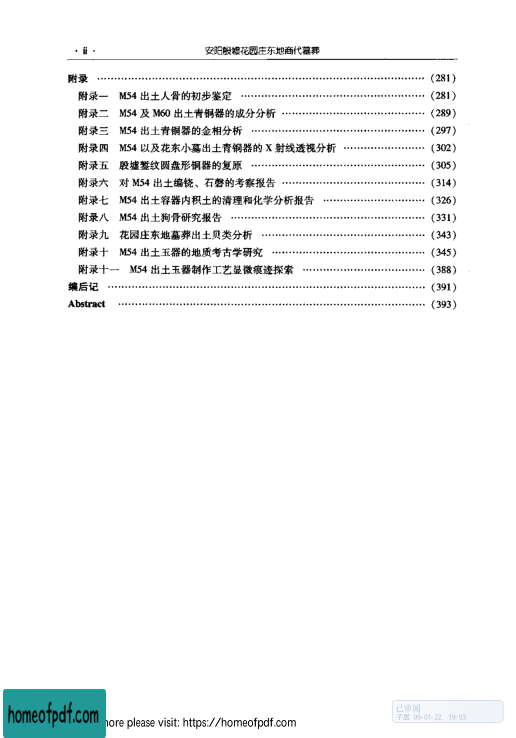 · ii · 安阳殷墟花园庄东地商代墓葬
附录 …………………………………………………………………………… (281)
附录一 M54 出土人骨的初步鉴定 ………………………………………… (281)
附录二 M54 及 M60 出土青铜器的成分分析 ……………………………… (289)
附录三 M54 出土青铜器的金相分析 ……………………………………… (297)
附录四 M54 以及花东小墓出土青铜器的 X 射线透视分析 ………………… (302)
附录五 殷墟錾纹圆盘形铜器的复原 ……………………………………… (305)
附录六 对 M54 出土编铙、石磬的考察报告 ……………………………… (314)
附录七 M54 出土容器内积土的清理和化学分析报告 ……………………… (326)
附录八 M54 出土狗骨研究报告 …………………………………………… (331)
附录九 花园庄东地墓葬出土贝类分析 …………………………………… (343)
附录十 M54 出土玉器的地质考古学研究 ………………………………… (345)
附录十一 M54 出土玉器制作工艺显微痕迹探索 ………………………… (388)
编后记 ………………………………………………………………………… (391)
Abstract ……………………………………………………………………… (393)
homeofpdf.com
more please visit: https://homeofpdf.com
已审阅
09-01-22, 19:03